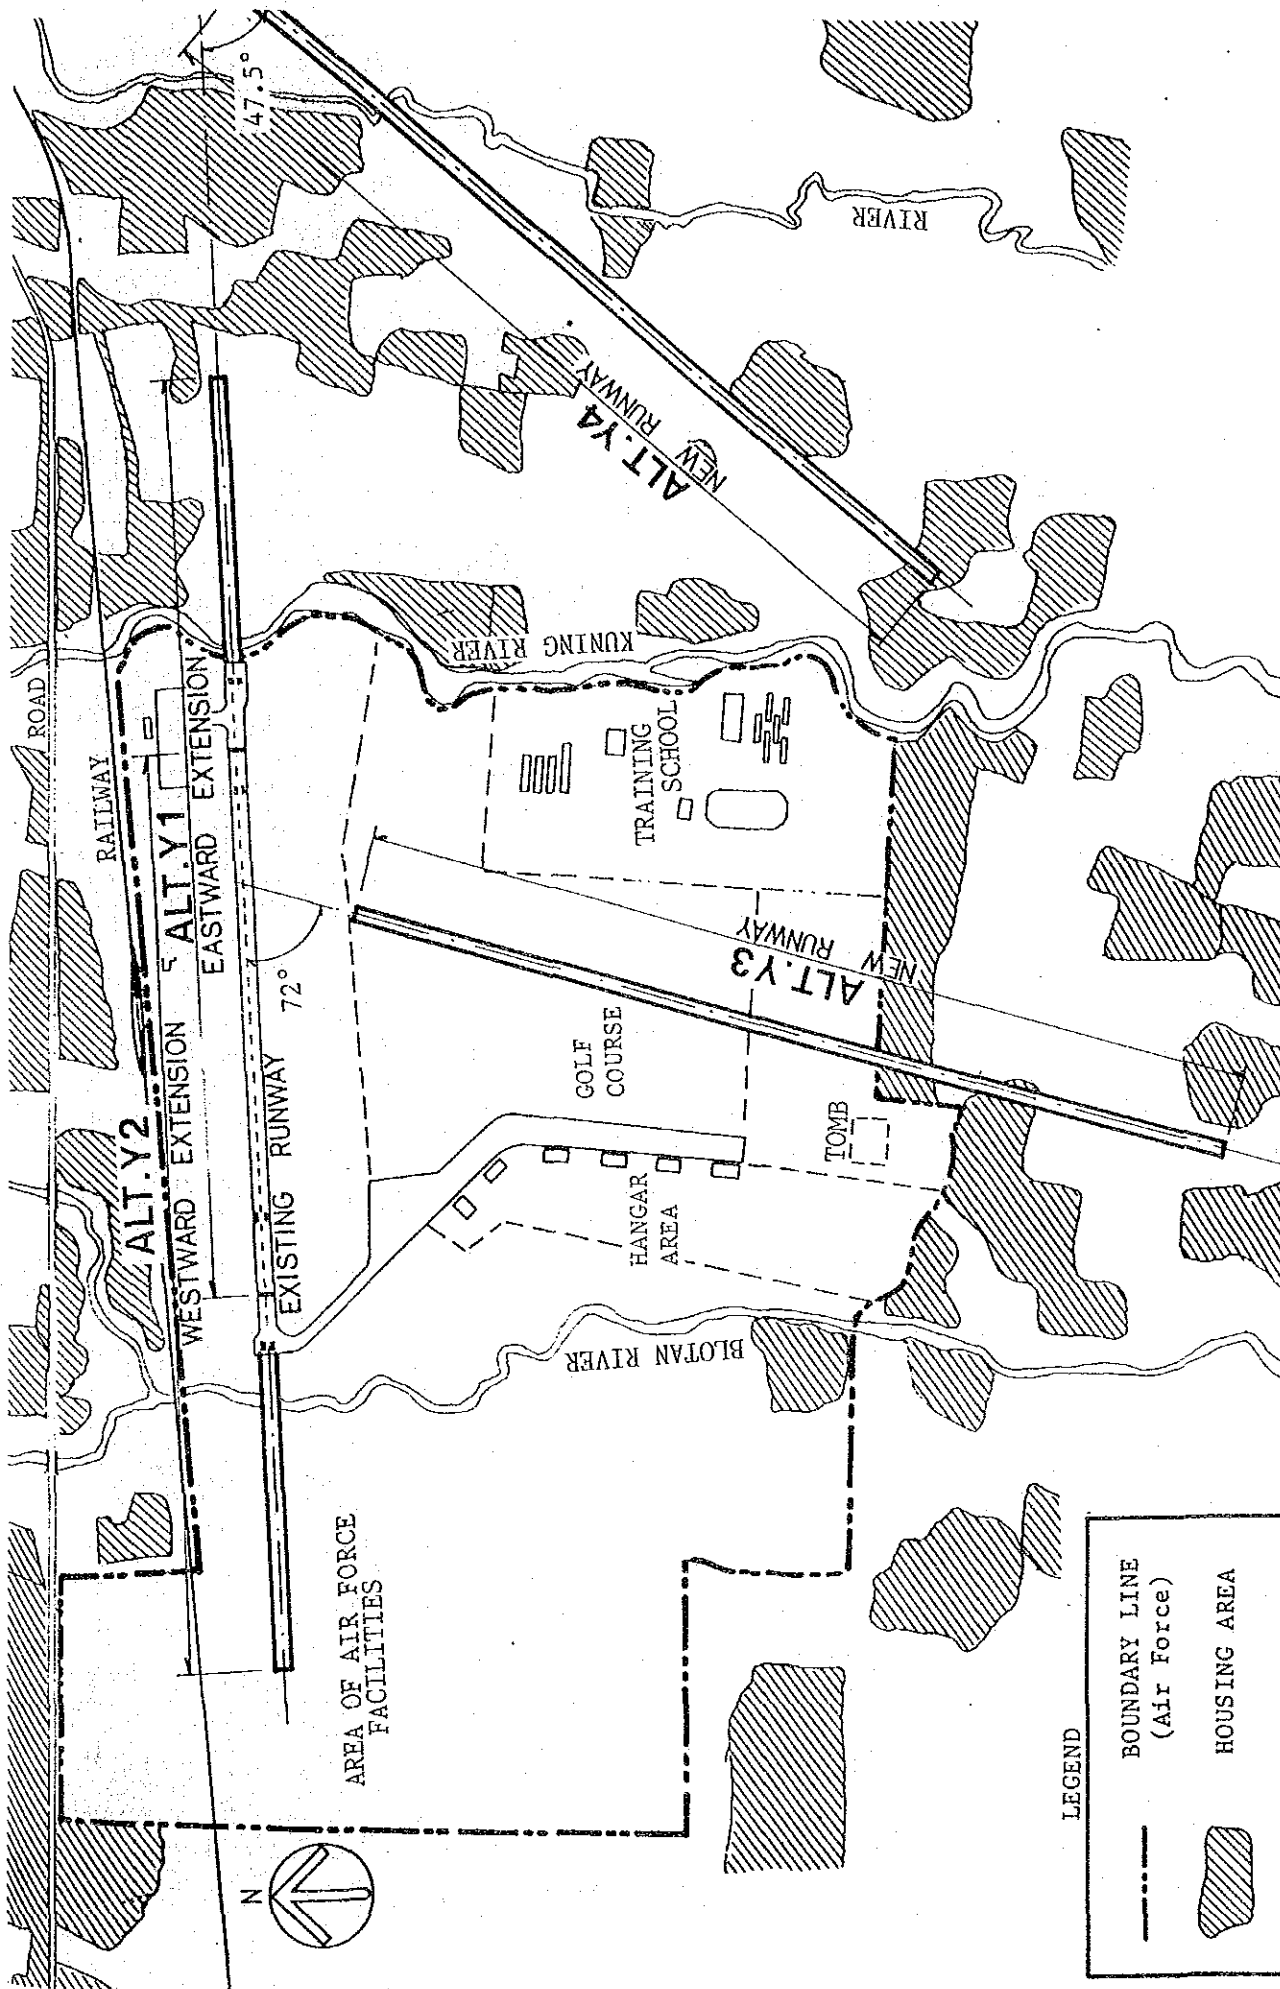 ROAD
RAILWAY
ALT.Y2
WESTWARD EXTENSION
ALT.Y1
EASTWARD EXTENSION
EXISTING RUNWAY
72°
47.5°
N
AREA OF AIR FORCE
FACILITIES
BLOTAN RIVER
HANGAR
AREA
GOLF
COURSE
TOMB
TRAINING
SCHOOL
KUNING RIVER
ALT.Y3
NEW RUNWAY
ALT.Y4
NEW RUNWAY
RIVER
LEGEND
BOUNDARY LINE
(Air Force)
HOUSING AREA